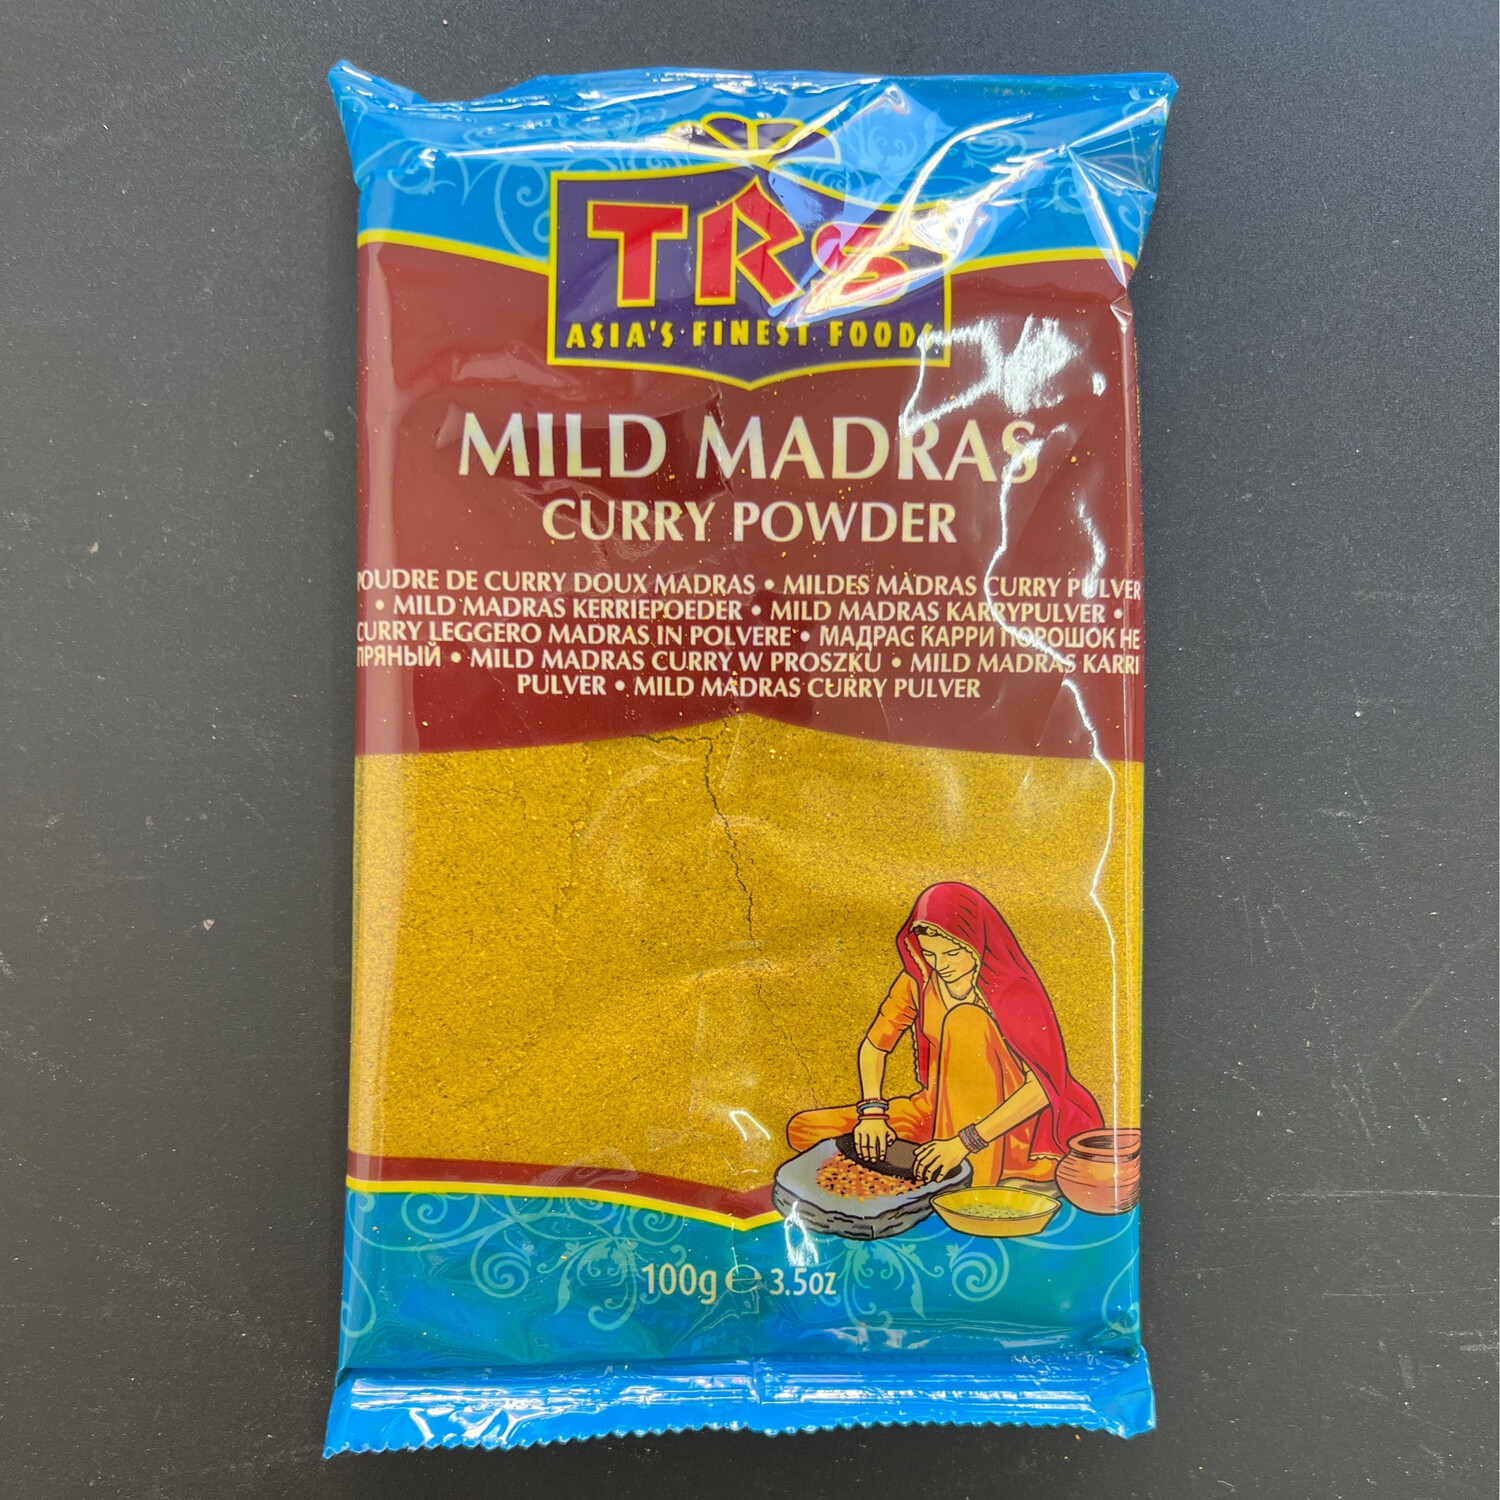 TRS
ASIA'S FINEST FOODS
MILD MADRAS
CURRY POWDER
POUDRE DE CURRY DOUX MADRAS • MILDES MADRAS CURRY PULVER
• MILD MADRAS KERRIEPOEDER • MILD MADRAS KARRYPULVER •
CURRY LEGGERO MADRAS IN POLVERE • МАДРАС КАРРИ ПОРОШОК НЕ
ПРЯНЫЙ • MILD MADRAS CURRY W PROSZKU • MILD MADRAS KARRI
PULVER • MILD MADRAS CURRY PULVER
100g ℮ 3.5oz